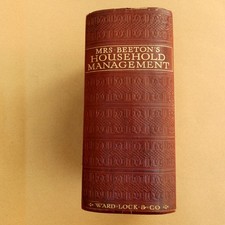 MRS BEETON'S
HOUSEHOLD
MANAGEMENT
WARD·LOCK & CO